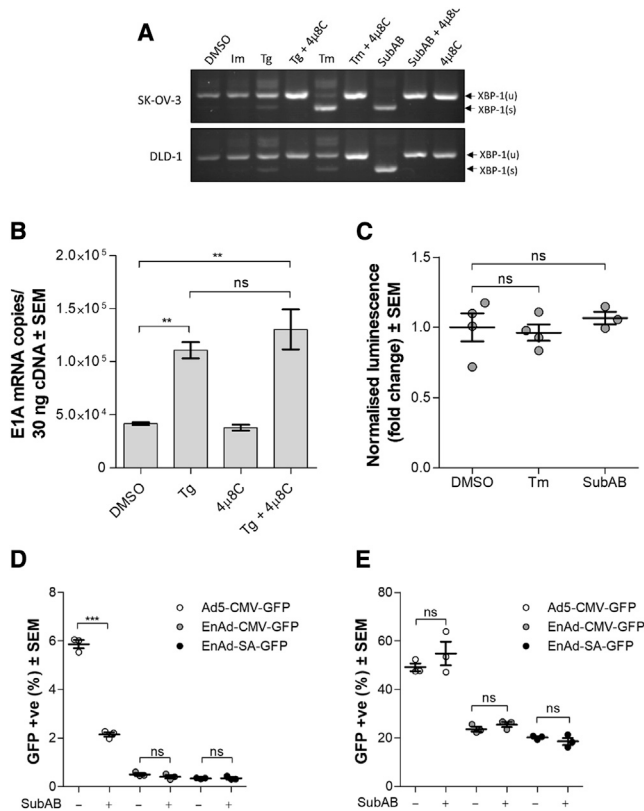 A
DMSO Im Tg Tg + 4µ8C Tm Tm + 4µ8C SubAB SubAB + 4µ8C 4µ8C
SK-OV-3
XBP-1(u)
XBP-1(s)
DLD-1
XBP-1(u)
XBP-1(s)
B
E1A mRNA copies/
30 ng cDNA ± SEM
2.0×10⁵
1.5×10⁵
1.0×10⁵
5.0×10⁴
0
**
ns
**
DMSO Tg 4µ8C Tg + 4µ8C
C
Normalised luminescence
(fold change) ± SEM
1.5
1.0
0.5
0.0
ns
ns
DMSO Tm SubAB
D
GFP +ve (%) ± SEM
8
6
4
2
0
***
ns ns
Ad5-CMV-GFP
EnAd-CMV-GFP
EnAd-SA-GFP
SubAB − + − + − +
E
GFP +ve (%) ± SEM
80
60
40
20
0
ns
ns
ns
Ad5-CMV-GFP
EnAd-CMV-GFP
EnAd-SA-GFP
SubAB − + − + − +